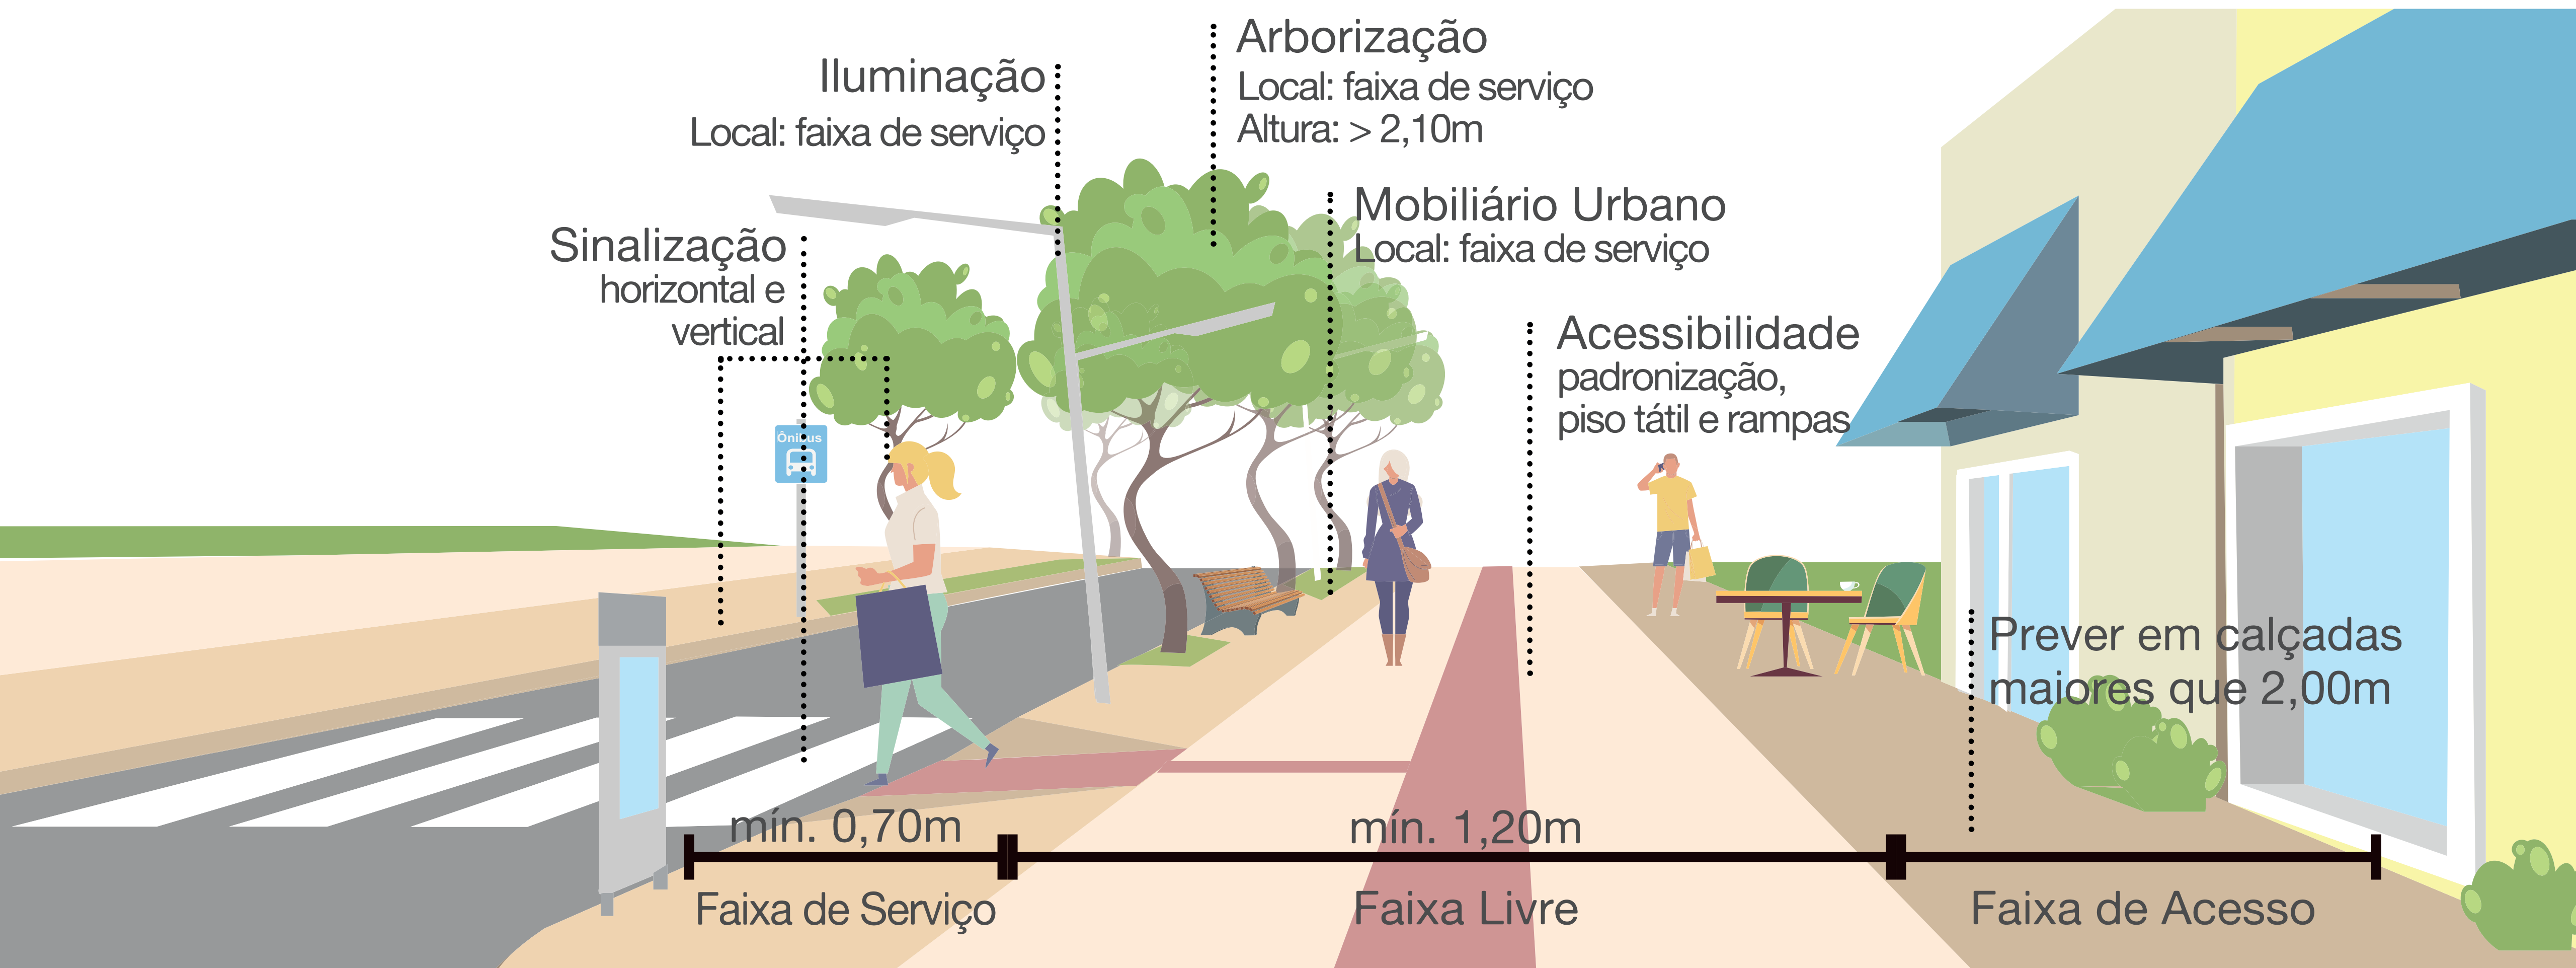 Arborização
Local: faixa de serviço
Altura: > 2,10m
Iluminação
Local: faixa de serviço
Mobiliário Urbano
Local: faixa de serviço
Sinalização
horizontal e
vertical
Acessibilidade
padronização,
piso tátil e rampas
Ônibus
Prever em calçadas
maiores que 2,00m
mín. 0,70m
mín. 1,20m
Faixa de Serviço
Faixa Livre
Faixa de Acesso